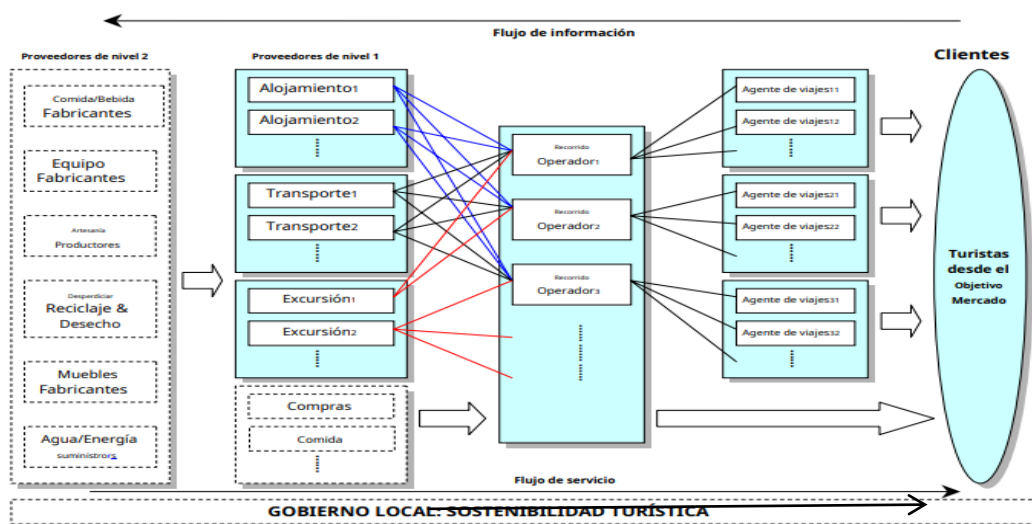 Flujo de información
Proveedores de nivel 2
Proveedores de nivel 1
Clientes
Comida/Bebida
Fabricantes
Equipo
Fabricantes
Artesanía
Productores
Desperdiciar
Reciclaje &
Desecho
Muebles
Fabricantes
Agua/Energía
suministrors
Alojamiento1
Alojamiento2
Transporte1
Transporte2
Excursión1
Excursión2
Compras
Comida
Recorrido
Operador1
Recorrido
Operador2
Recorrido
Operador3
Agente de viajes11
Agente de viajes12
Agente de viajes21
Agente de viajes22
Agente de viajes31
Agente de viajes32
Turistas
desde el
Objetivo
Mercado
Flujo de servicio
GOBIERNO LOCAL: SOSTENIBILIDAD TURÍSTICA